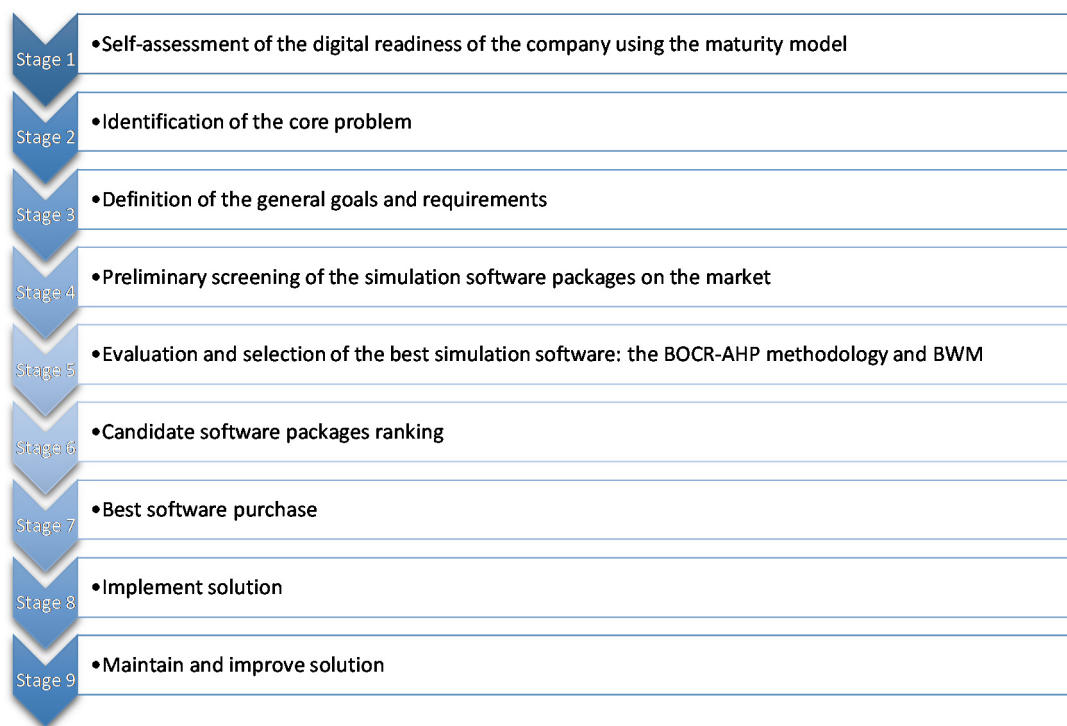 Stage 1
•Self-assessment of the digital readiness of the company using the maturity model
Stage 2
•Identification of the core problem
Stage 3
•Definition of the general goals and requirements
Stage 4
•Preliminary screening of the simulation software packages on the market
Stage 5
•Evaluation and selection of the best simulation software: the BOCR-AHP methodology and BWM
Stage 6
•Candidate software packages ranking
Stage 7
•Best software purchase
Stage 8
•Implement solution
Stage 9
•Maintain and improve solution